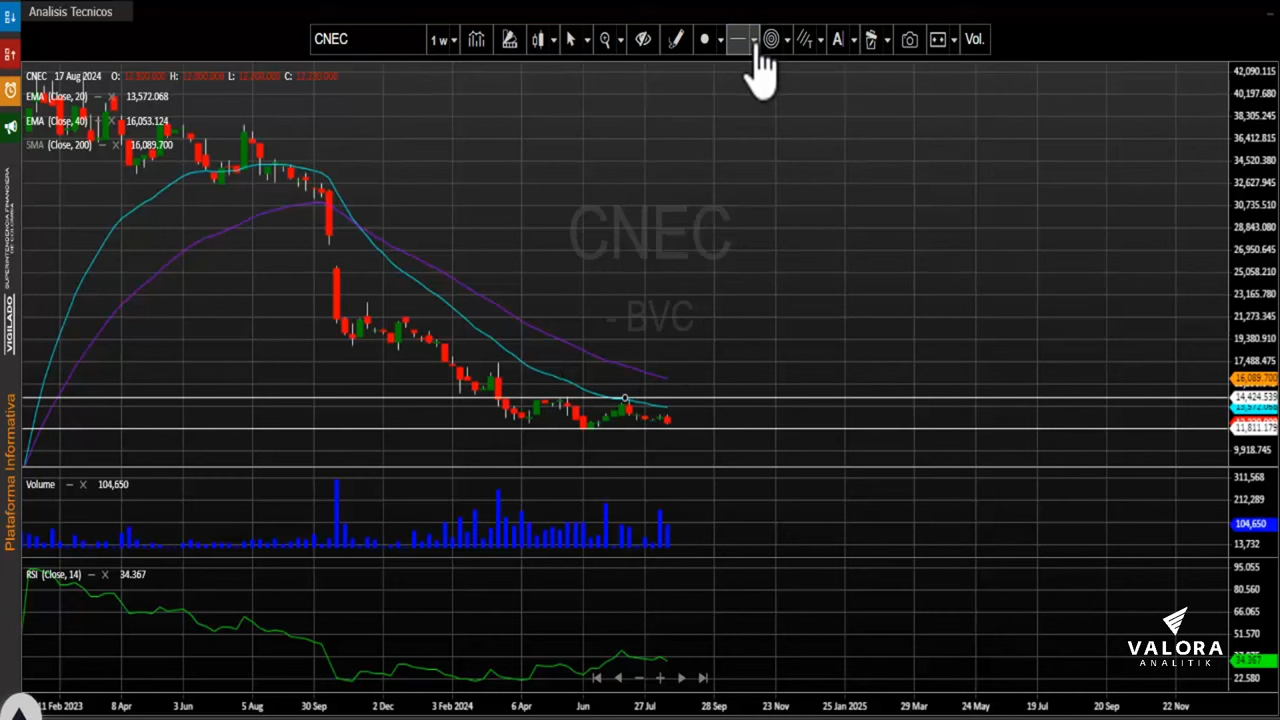 Analisis Tecnicos
CNEC
1 w
Vol.
CNEC 17 Aug 2024 O: H: L: C:
EMA (Close, 20) 13,572.068
EMA (Close, 40) 16,053.124
SMA (Close, 200) 16,089.700
CNEC
- BVC
42,090.115
40,197.680
38,305.245
36,412.815
34,520.380
32,627.945
30,735.510
28,843.080
26,950.645
25,058.210
23,165.780
21,273.345
19,380.910
17,488.475
16,089.700
14,424.539
13,572.068
11,811.179
9,918.745
Volume 104,650
311,568
212,289
104,650
13,732
RSI (Close, 14) 34.367
95.055
80.560
66.065
51.570
34.367
22.580
11 Feb 2023
8 Apr
3 Jun
5 Aug
30 Sep
2 Dec
3 Feb 2024
6 Apr
Jun
27 Jul
28 Sep
23 Nov
25 Jan 2025
29 Mar
24 May
19 Jul
20 Sep
22 Nov
VIGILADO
Plataforma Informativa
VALORA
ANALITIK